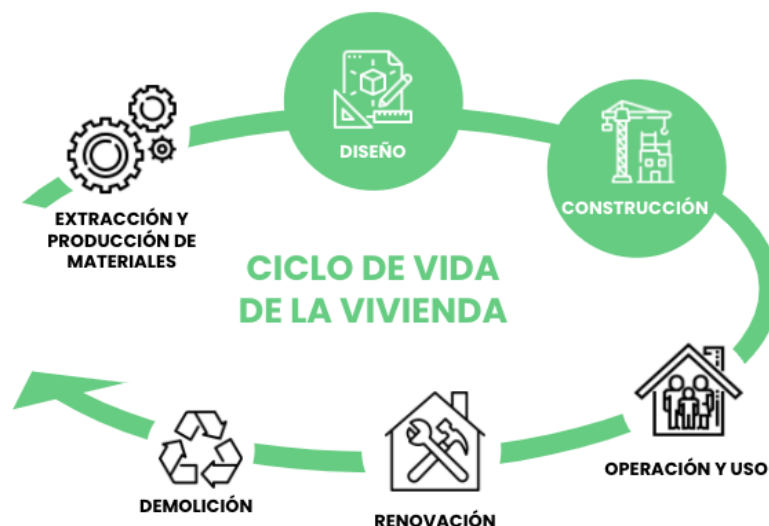 DISEÑO
CONSTRUCCIÓN
EXTRACCIÓN Y
PRODUCCIÓN DE
MATERIALES
CICLO DE VIDA
DE LA VIVIENDA
OPERACIÓN Y USO
RENOVACIÓN
DEMOLICIÓN